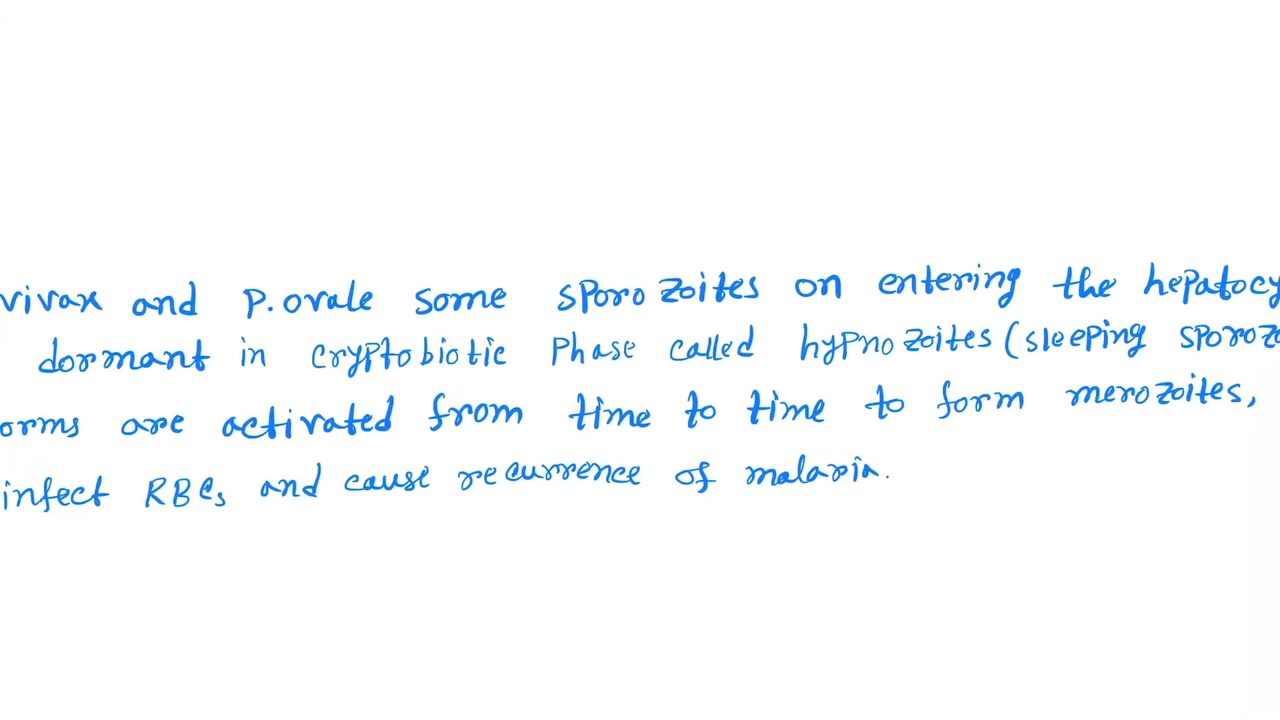 vivax and P. ovale some sporozoites on entering the hepatocy
dormant in cryptobiotic Phase called hypnozoites (sleeping sporozo
orms are activated from time to time to form merozoites,
infect RBCs and cause recurrence of malaria.